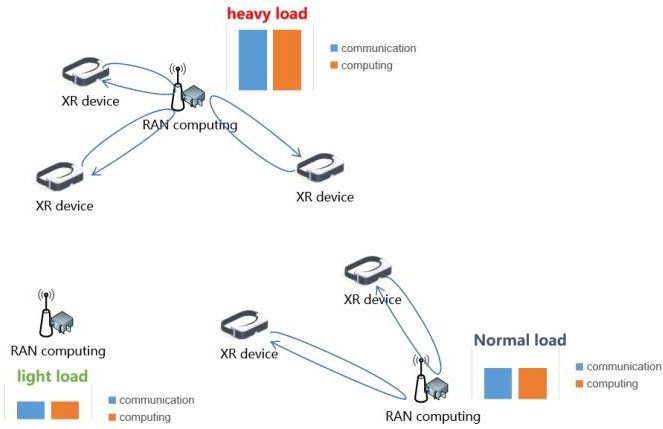 heavy load
communication
computing
XR device
RAN computing
XR device
XR device
XR device
XR device
RAN computing
light load
communication
computing
Normal load
communication
computing
RAN computing